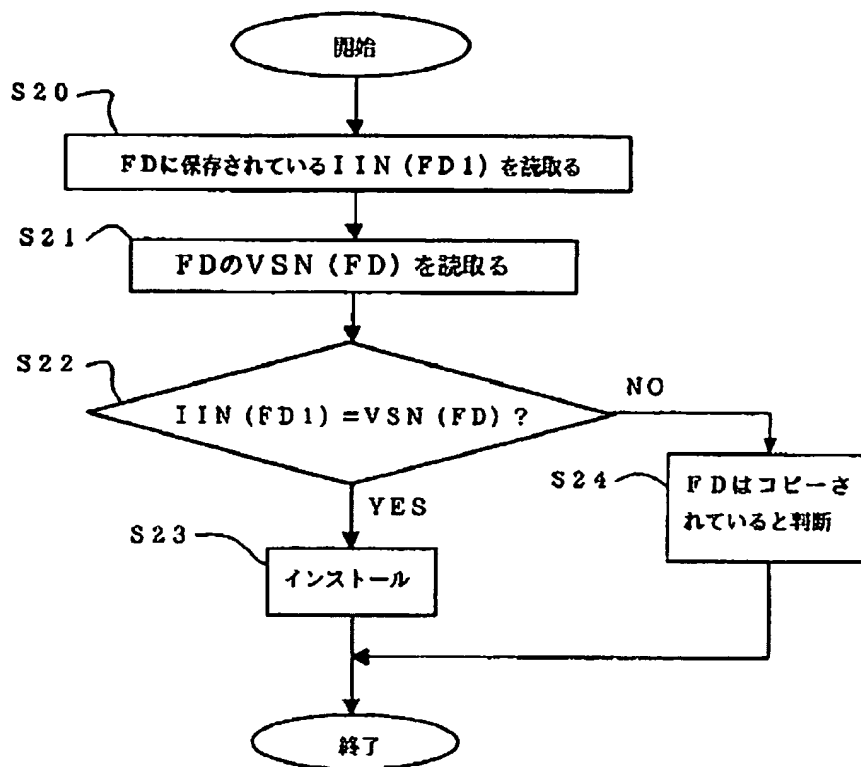 開始
S20
FDに保存されているIIN(FD1)を読取る
S21
FDのVSN(FD)を読取る
S22
IIN(FD1)=VSN(FD)?
NO
YES
S24
FDはコピーさ
れていると判断
S23
インストール
終了